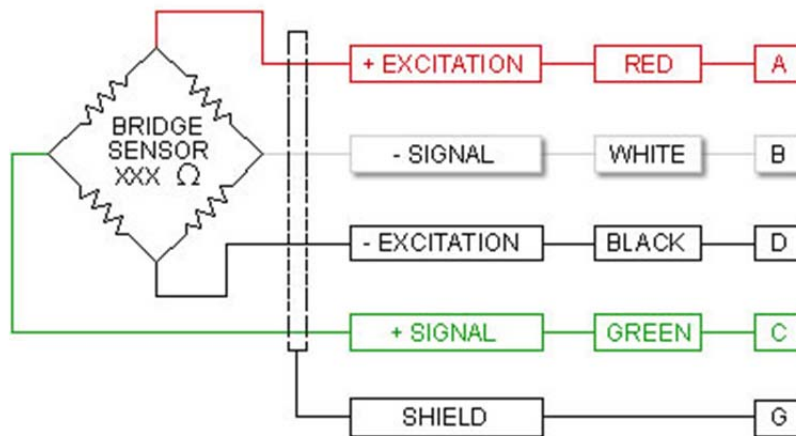 BRIDGE
SENSOR
XXX Ω
+ EXCITATION RED A
- SIGNAL WHITE B
- EXCITATION BLACK D
+ SIGNAL GREEN C
SHIELD G